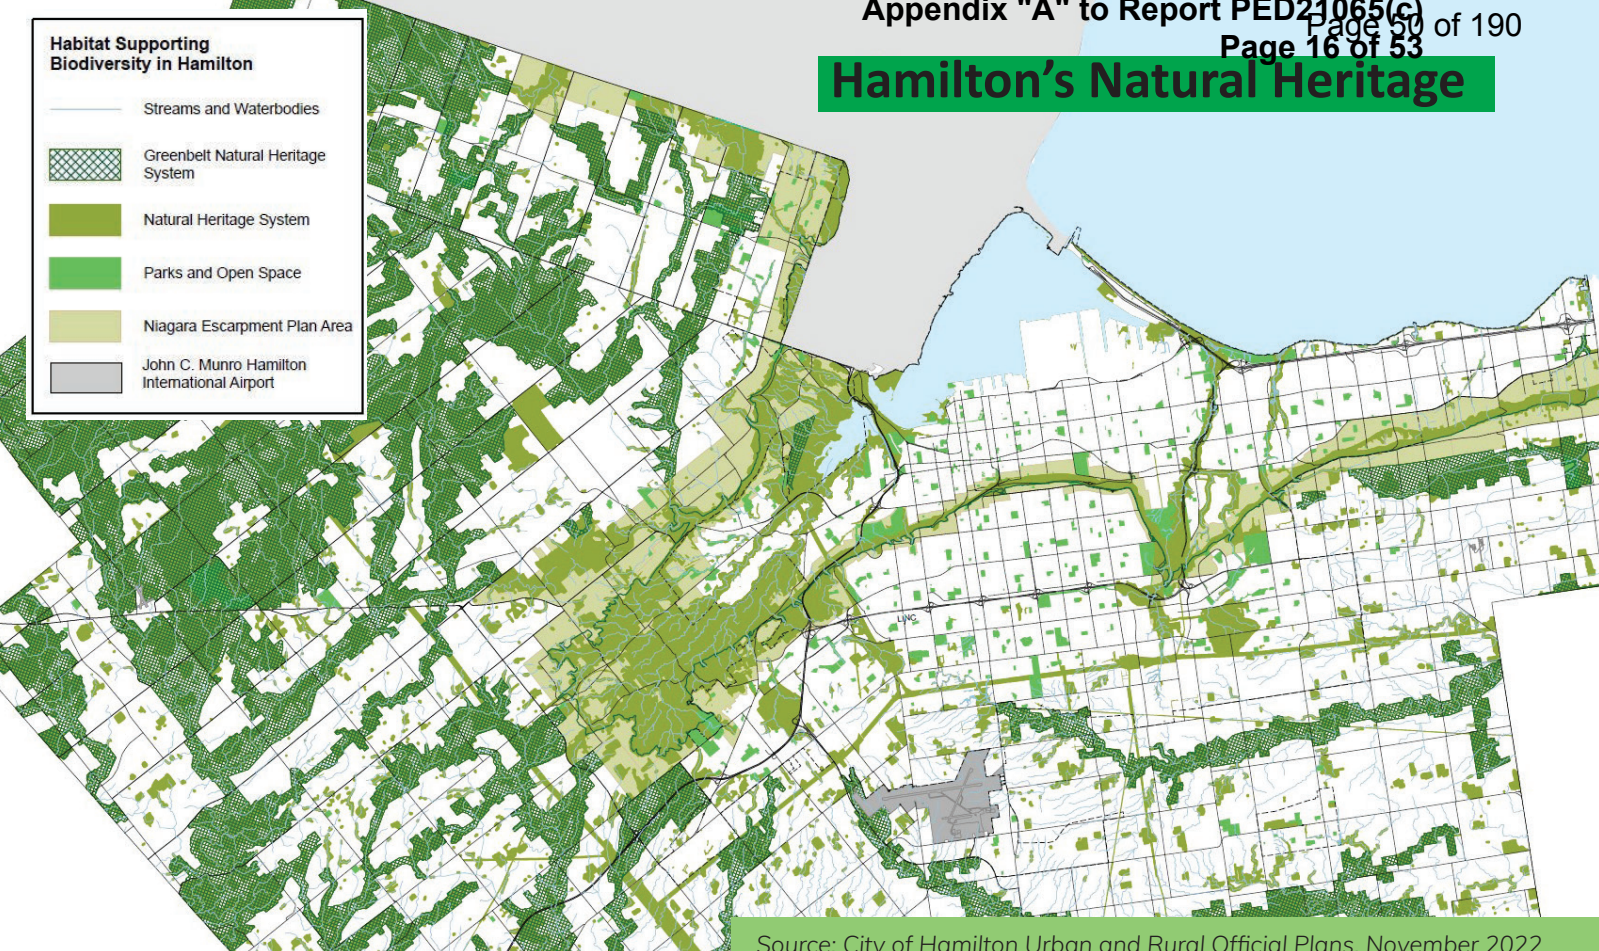 Appendix "A" to Report PED21065(c)
Page 50 of 190
Page 16 of 53
Hamilton's Natural Heritage
Habitat Supporting
Biodiversity in Hamilton
Streams and Waterbodies
Greenbelt Natural Heritage
System
Natural Heritage System
Parks and Open Space
Niagara Escarpment Plan Area
John C. Munro Hamilton
International Airport
LINC
Source: City of Hamilton Urban and Rural Official Plans, November 2022